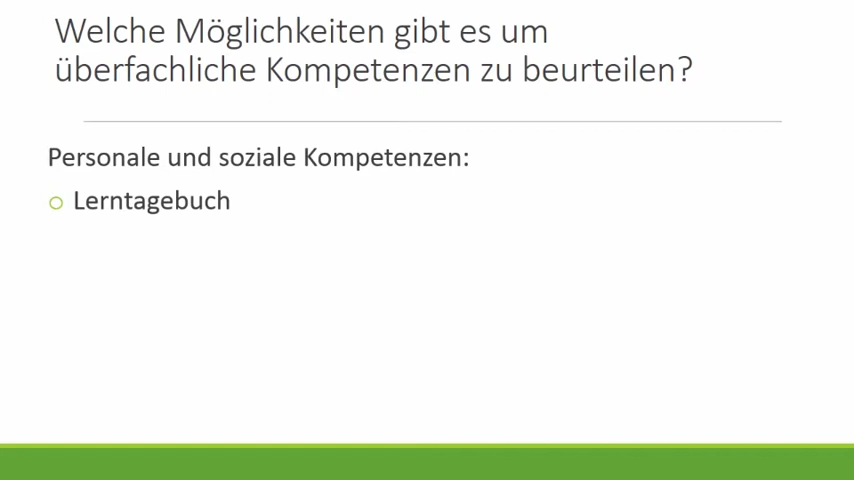 Welche Möglichkeiten gibt es um
überfachliche Kompetenzen zu beurteilen?
Personale und soziale Kompetenzen:
Lerntagebuch